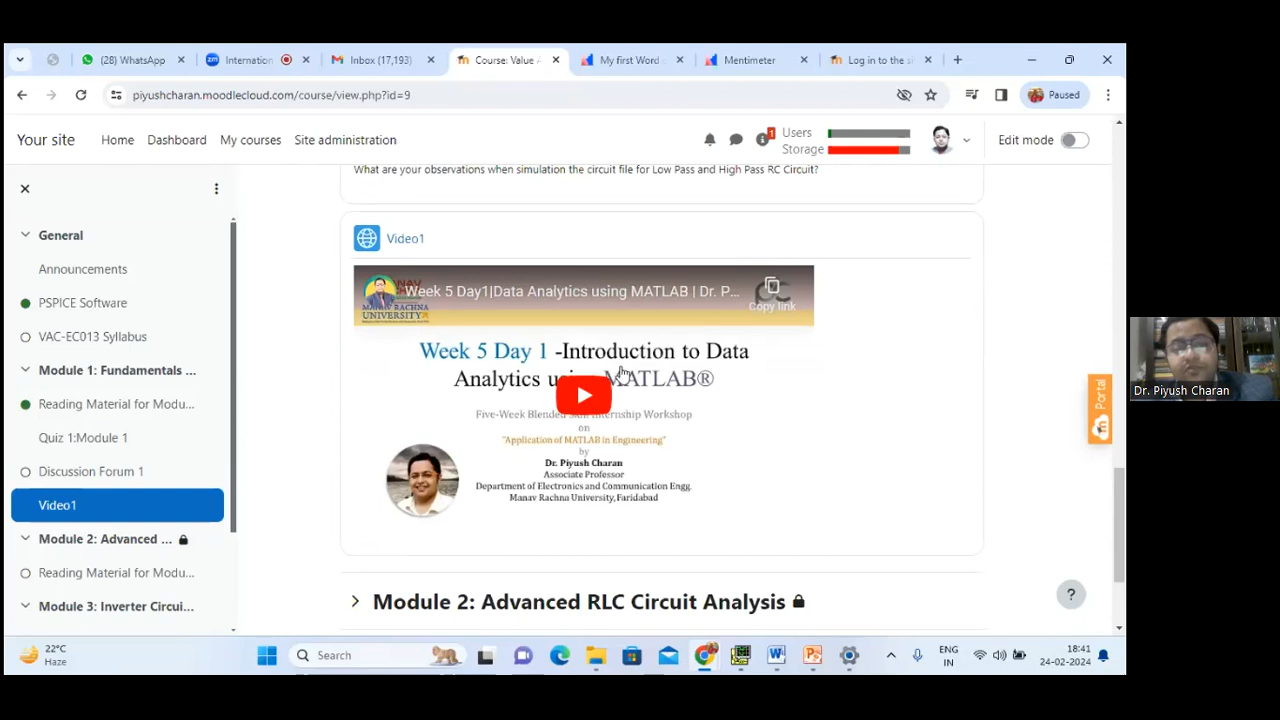 (28) WhatsApp
Internation
Inbox (17,193)
Course: Value A
My first Word
Mentimeter
Log in to the si
piyushcharan.moodlecloud.com/course/view.php?id=9
Paused
Your site
Home
Dashboard
My courses
Site administration
1
Users
Storage
Edit mode
What are your observations when simulation the circuit file for Low Pass and High Pass RC Circuit?
General
Announcements
PSPICE Software
VAC-EC013 Syllabus
Module 1: Fundamentals ...
Reading Material for Modu...
Quiz 1:Module 1
Discussion Forum 1
Video1
Module 2: Advanced ...
Reading Material for Modu...
Module 3: Inverter Circui...
Video1
Week 5 Day1|Data Analytics using MATLAB | Dr. P...
Copy link
MANAV RACHNA
UNIVERSITY
Week 5 Day 1 -Introduction to Data
Analytics using MATLAB®
Five-Week Blended Skill Internship Workshop
on
"Application of MATLAB in Engineering"
by
Dr. Piyush Charan
Associate Professor
Department of Electronics and Communication Engg.
Manav Rachna University, Faridabad
Module 2: Advanced RLC Circuit Analysis
Portal
?
Dr. Piyush Charan
22°C
Haze
Search
ENG
IN
18:41
24-02-2024